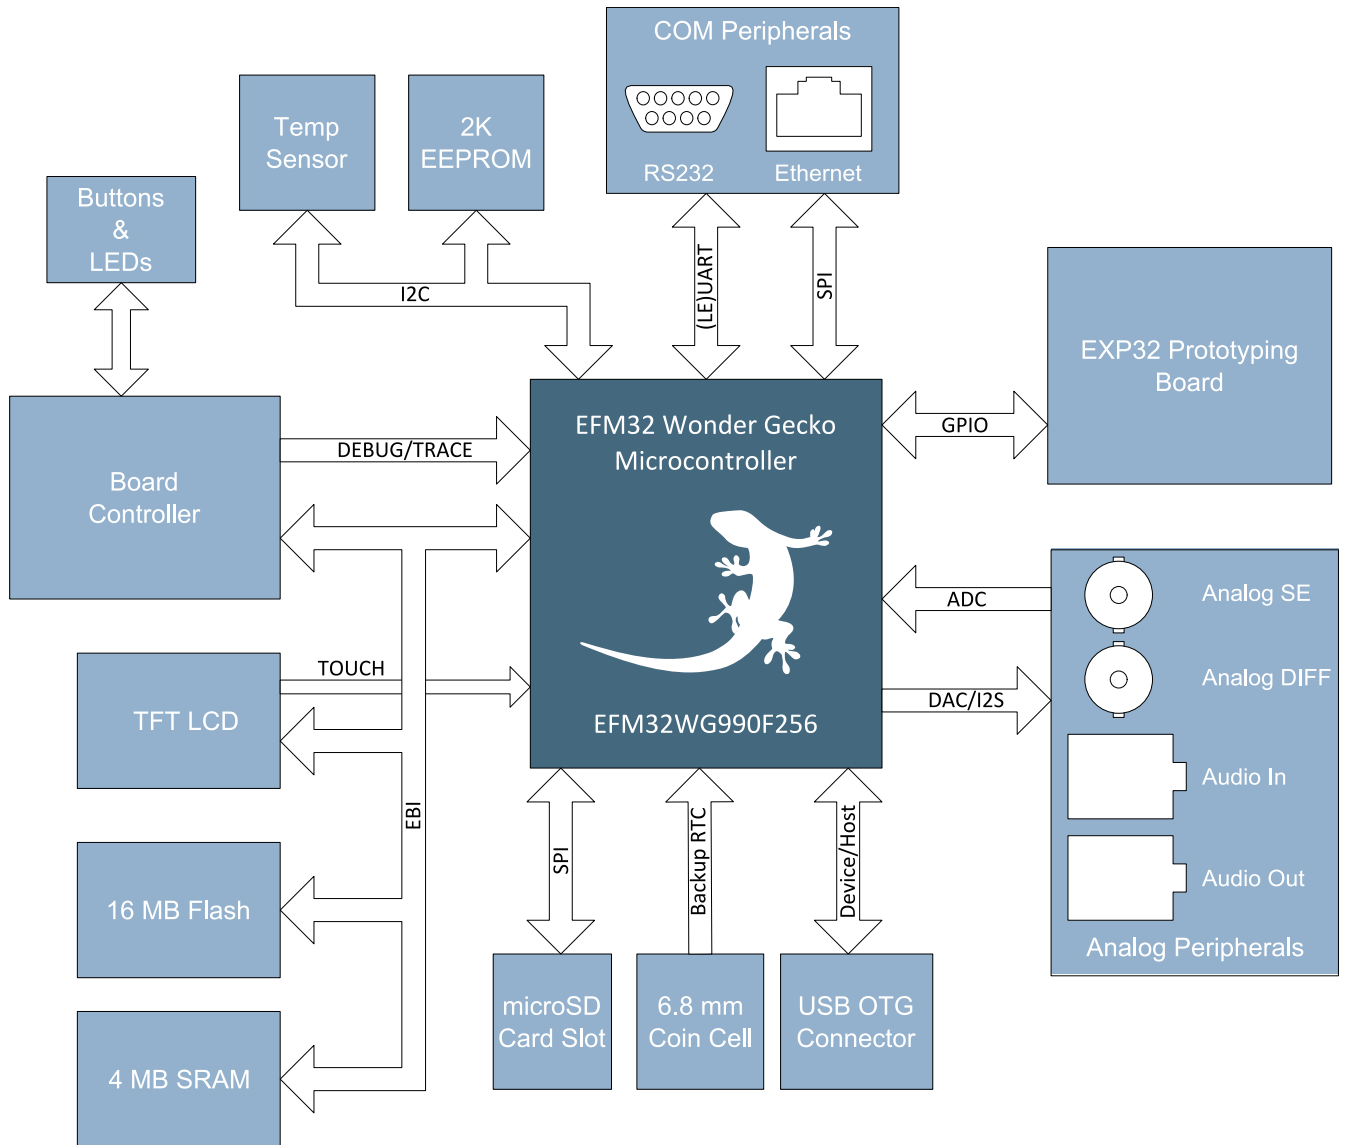 COM Peripherals
RS232
Ethernet
Temp
Sensor
2K
EEPROM
Buttons
&
LEDs
I2C
(LE)UART
SPI
EXP32 Prototyping
Board
Board
Controller
DEBUG/TRACE
EFM32 Wonder Gecko
Microcontroller
EFM32WG990F256
GPIO
ADC
DAC/I2S
Analog SE
Analog DIFF
Audio In
Audio Out
Analog Peripherals
TOUCH
TFT LCD
EBI
16 MB Flash
4 MB SRAM
SPI
Backup RTC
Device/Host
microSD
Card Slot
6.8 mm
Coin Cell
USB OTG
Connector